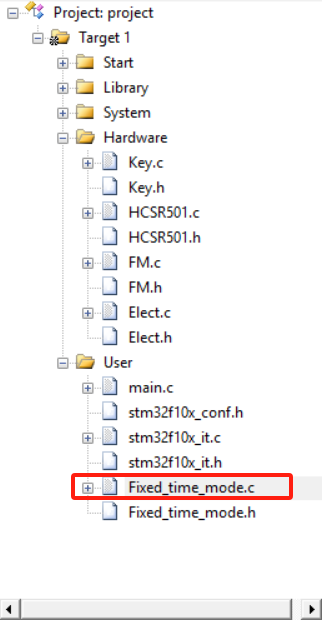 Project: project
Target 1
Start
Library
System
Hardware
Key.c
Key.h
HCSR501.c
HCSR501.h
FM.c
FM.h
Elect.c
Elect.h
User
main.c
stm32f10x_conf.h
stm32f10x_it.c
stm32f10x_it.h
Fixed_time_mode.c
Fixed_time_mode.h